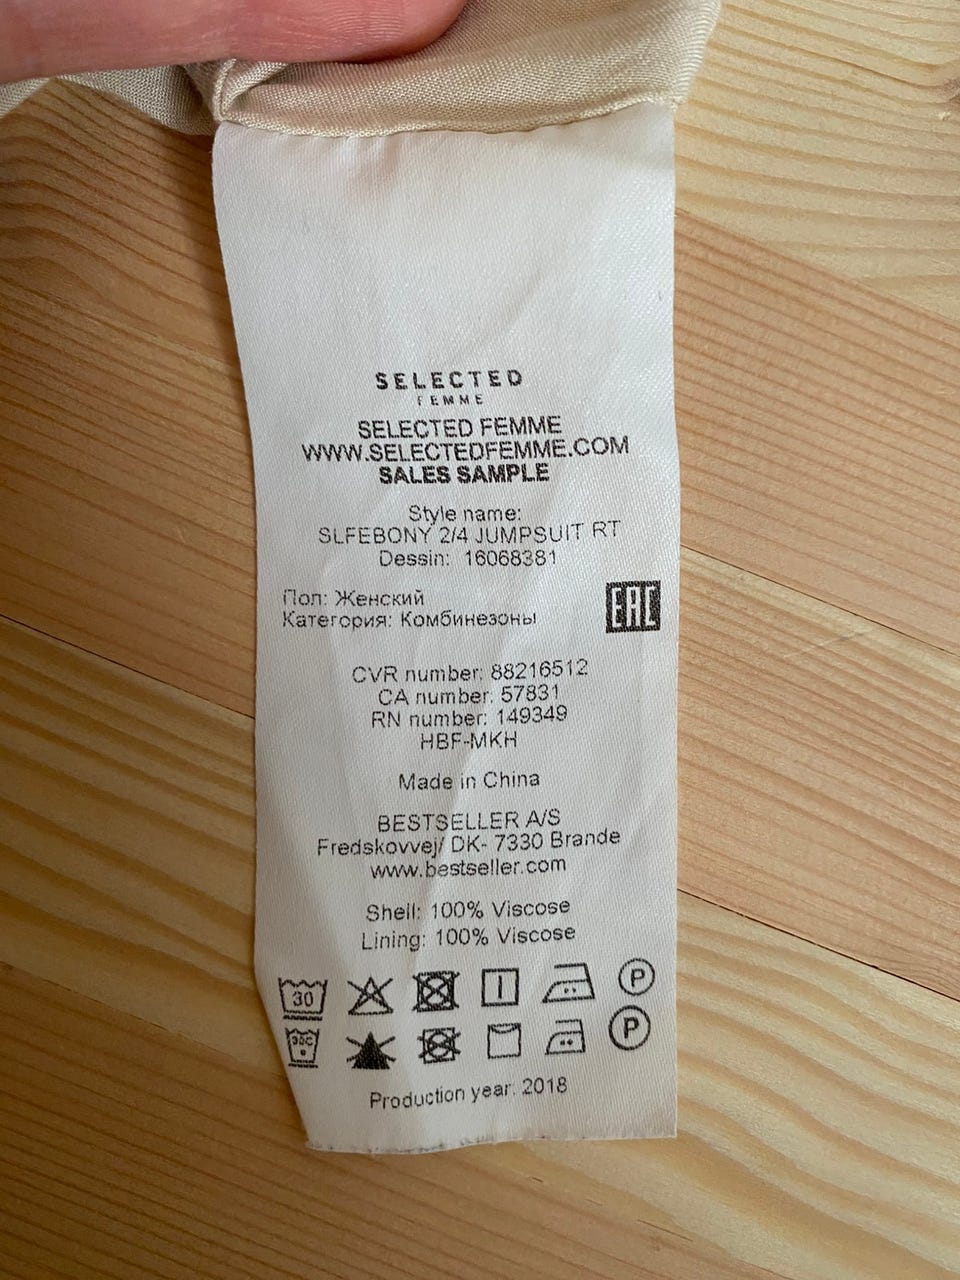 SELECTED
FEMME
SELECTED FEMME
WWW.SELECTEDFEMME.COM
SALES SAMPLE
Style name:
SLFEBONY 2/4 JUMPSUIT RT
Dessin: 16068381
Пол: Женский
Категория: Комбинезоны
EAC
CVR number: 88216512
CA number: 57831
RN number: 149349
HBF-MKH
Made in China
BESTSELLER A/S
Fredskovvej/ DK- 7330 Brande
www.bestseller.com
Shell: 100% Viscose
Lining: 100% Viscose
30 P
30C P
Production year: 2018